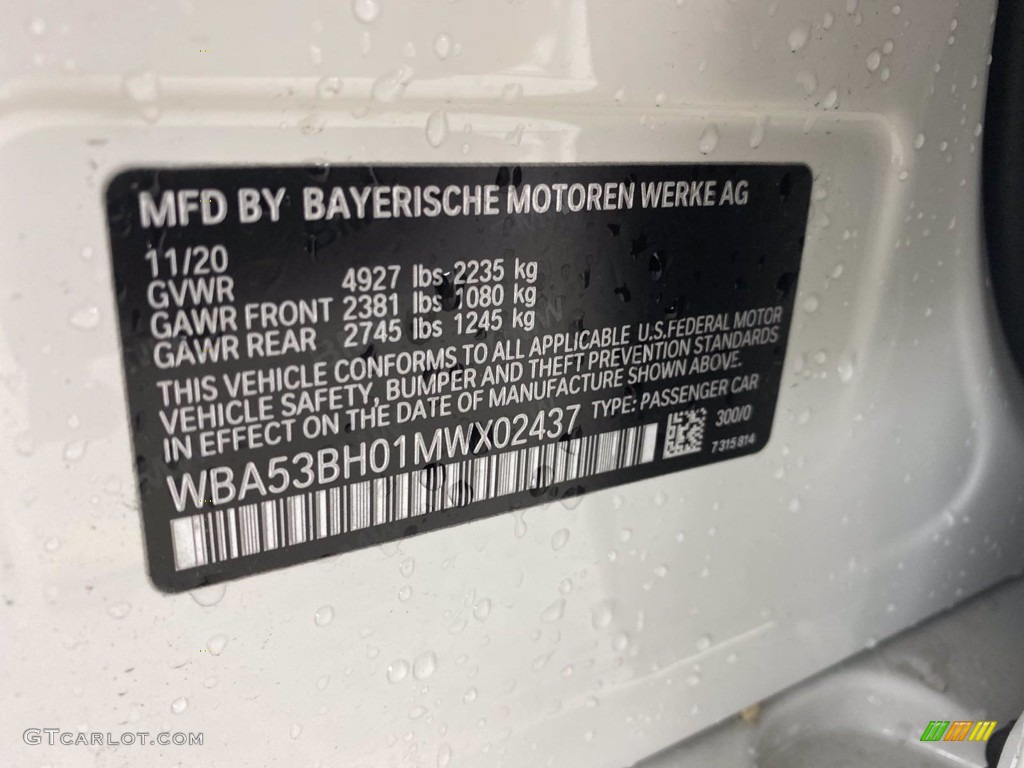 MFD BY BAYERISCHE MOTOREN WERKE AG
11/20
GVWR 4927 lbs 2235 kg
GAWR FRONT 2381 lbs 1080 kg
GAWR REAR 2745 lbs 1245 kg
THIS VEHICLE CONFORMS TO ALL APPLICABLE U.S.FEDERAL MOTOR
VEHICLE SAFETY, BUMPER AND THEFT PREVENTION STANDARDS
IN EFFECT ON THE DATE OF MANUFACTURE SHOWN ABOVE.
WBA53BH01MWX02437 TYPE: PASSENGER CAR
300/0
7315814
GTCARLOT.COM